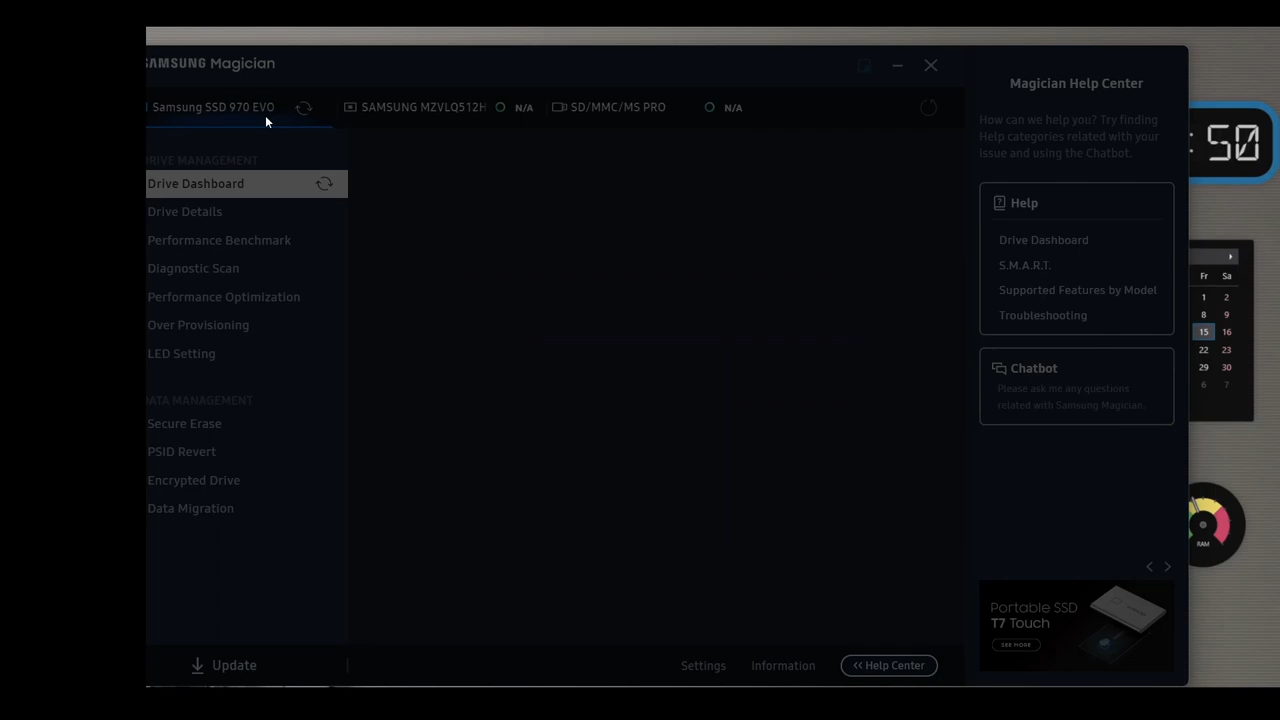 SAMSUNG Magician
Samsung SSD 970 EVO
SAMSUNG MZVLQ512H
N/A
SD/MMC/MS PRO
N/A
DRIVE MANAGEMENT
Drive Dashboard
Drive Details
Performance Benchmark
Diagnostic Scan
Performance Optimization
Over Provisioning
LED Setting
DATA MANAGEMENT
Secure Erase
PSID Revert
Encrypted Drive
Data Migration
Update
Settings
Information
Help Center
Magician Help Center
How can we help you? Try finding
Help categories related with your
issue and using the Chatbot.
Help
Drive Dashboard
S.M.A.R.T.
Supported Features by Model
Troubleshooting
Chatbot
Please ask me any questions
related with Samsung Magician.
Portable SSD
T7 Touch
SEE MORE
: 50
Fr Sa
1 2
8 9
15 16
22 23
29 30
6 7
RAM